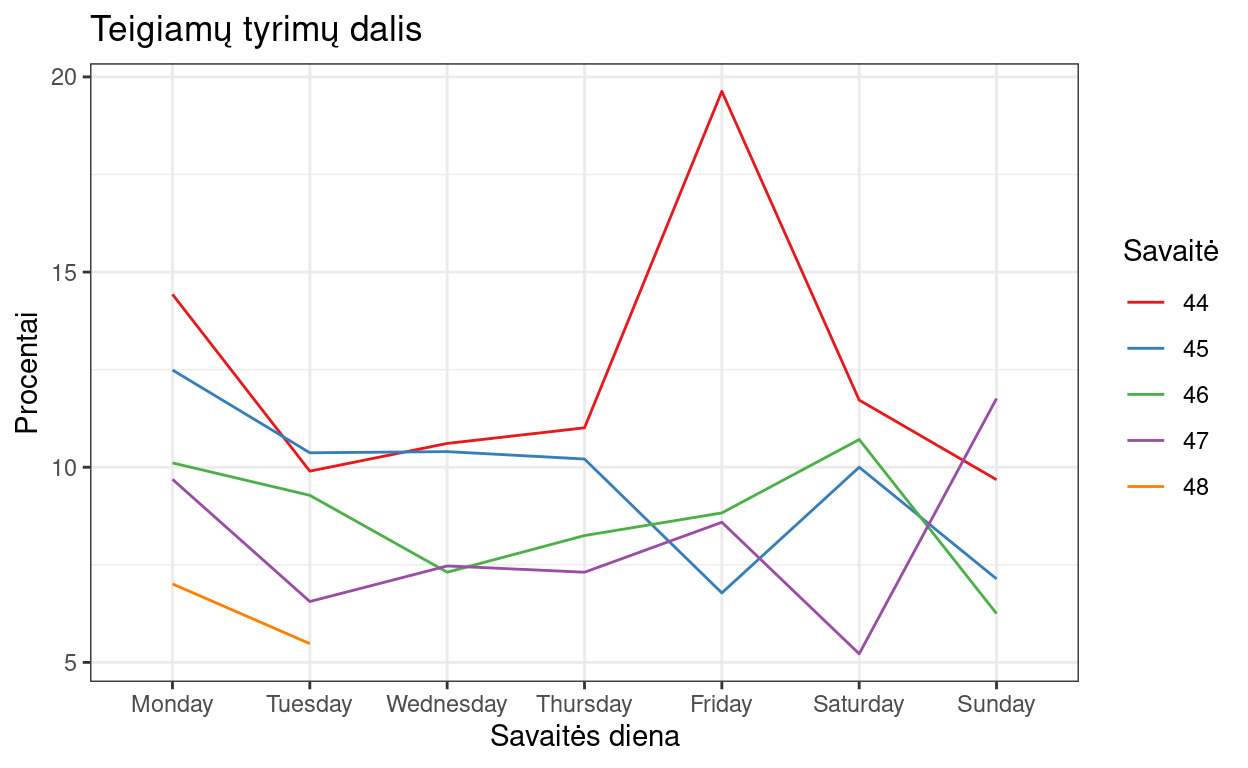 Teigiamų tyrimų dalis
Procentai
20
15
10
5
Monday Tuesday Wednesday Thursday Friday Saturday Sunday
Savaitės diena
Savaitė
44
45
46
47
48